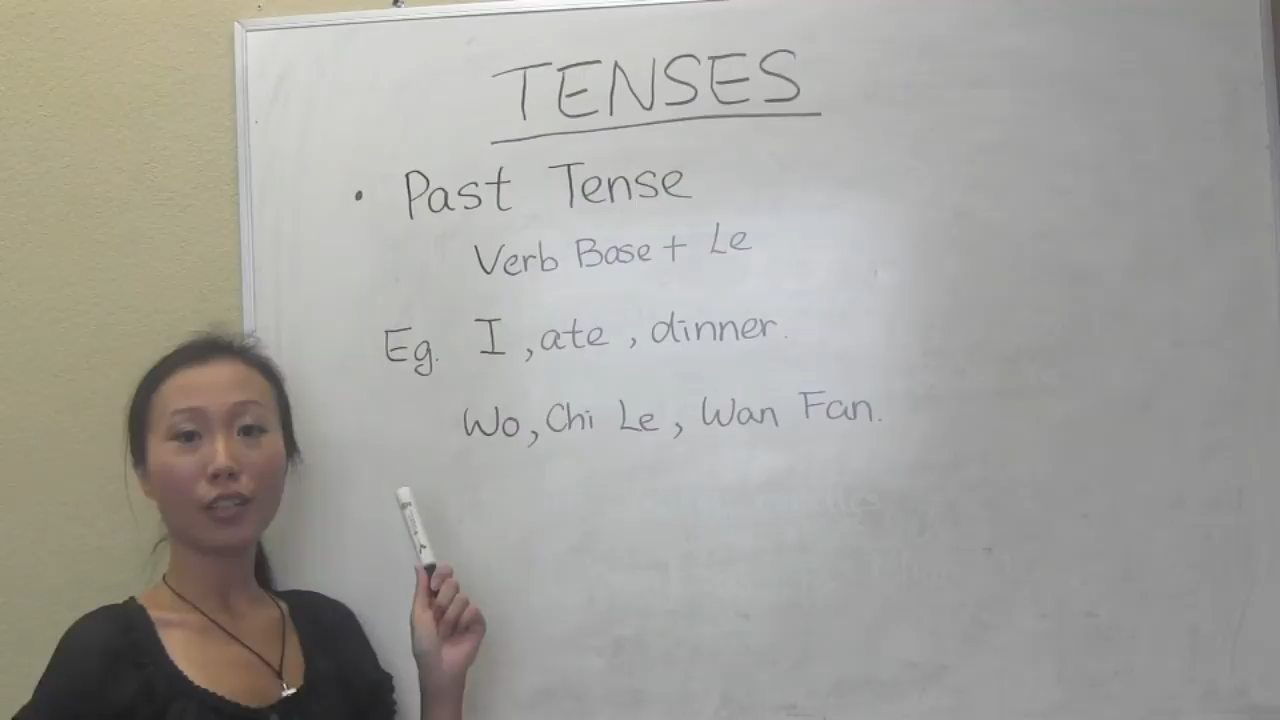 TENSES
• Past Tense
Verb Base + Le
Eg. I, ate, dinner.
Wo, Chi Le, Wan Fan.